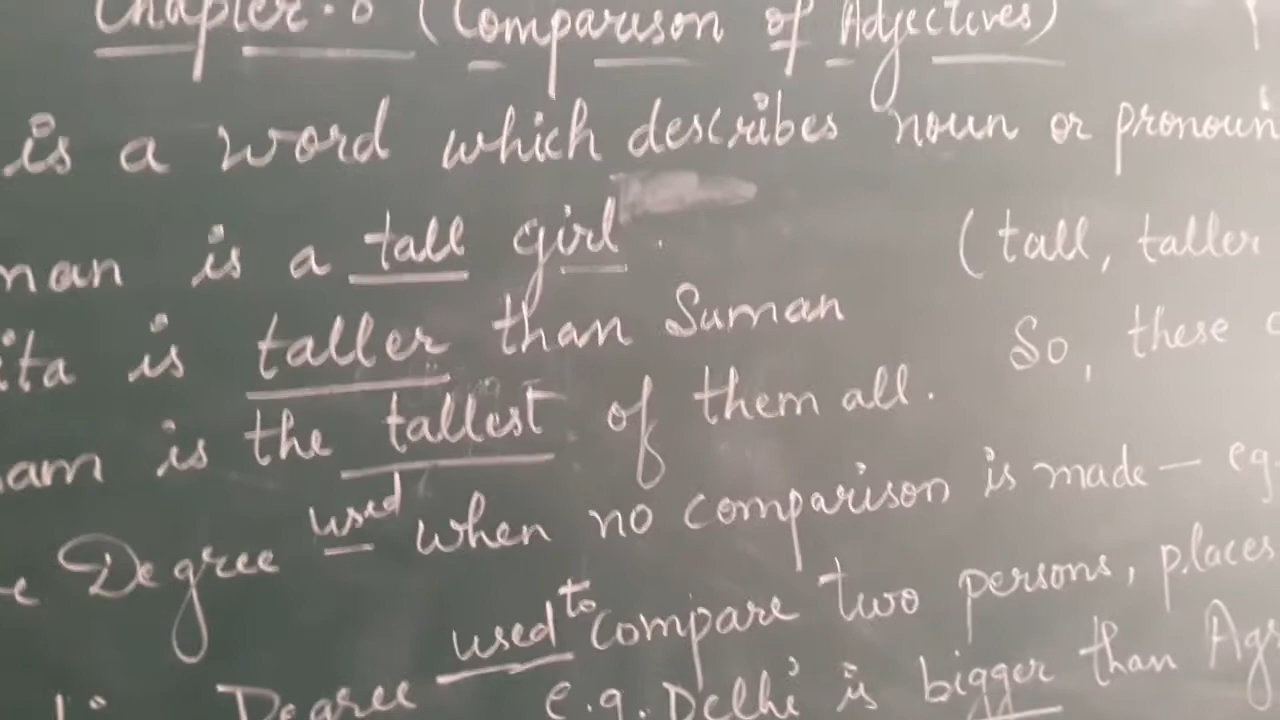 (Comparison of Adjectives)
is a word which describes noun or pronoun
is a tall girl. (tall, taller
is taller than Suman So, these
is the tallest of them all.
Degree used when no comparison is made — eg.
Degree used to compare two persons, places
e.g. Delhi is bigger than